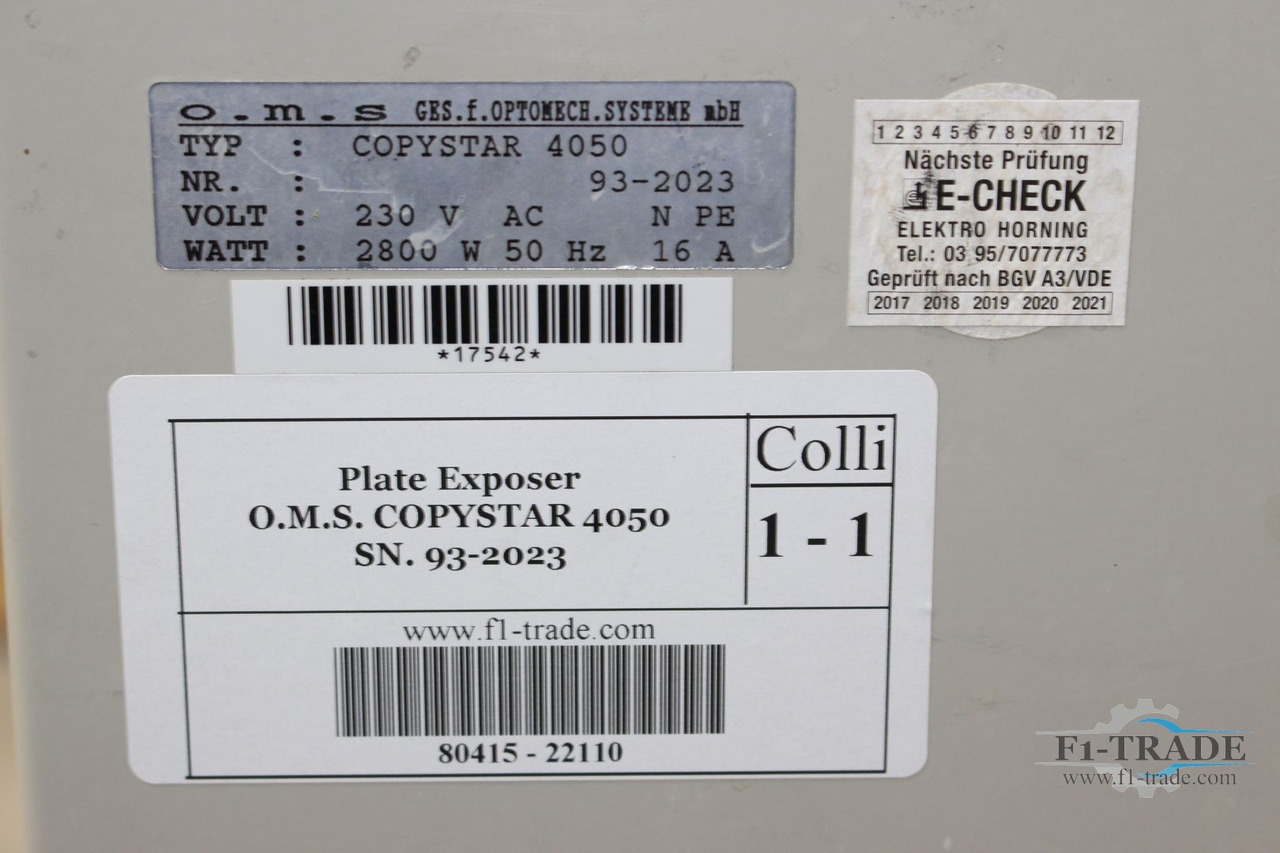 o.m.s GES.f.OPTOMECH.SYSTEME mbH
TYP : COPYSTAR 4050
NR. : 93-2023
VOLT : 230 V AC N PE
WATT : 2800 W 50 Hz 16 A
1 2 3 4 5 6 7 8 9 10 11 12
Nächste Prüfung
E-CHECK
ELEKTRO HORNING
Tel.: 03 95/7077773
Geprüft nach BGV A3/VDE
2017 2018 2019 2020 2021
*17542*
Plate Exposer
O.M.S. COPYSTAR 4050
SN. 93-2023
Colli
1 - 1
www.f1-trade.com
80415 - 22110
F1-TRADE
www.f1-trade.com